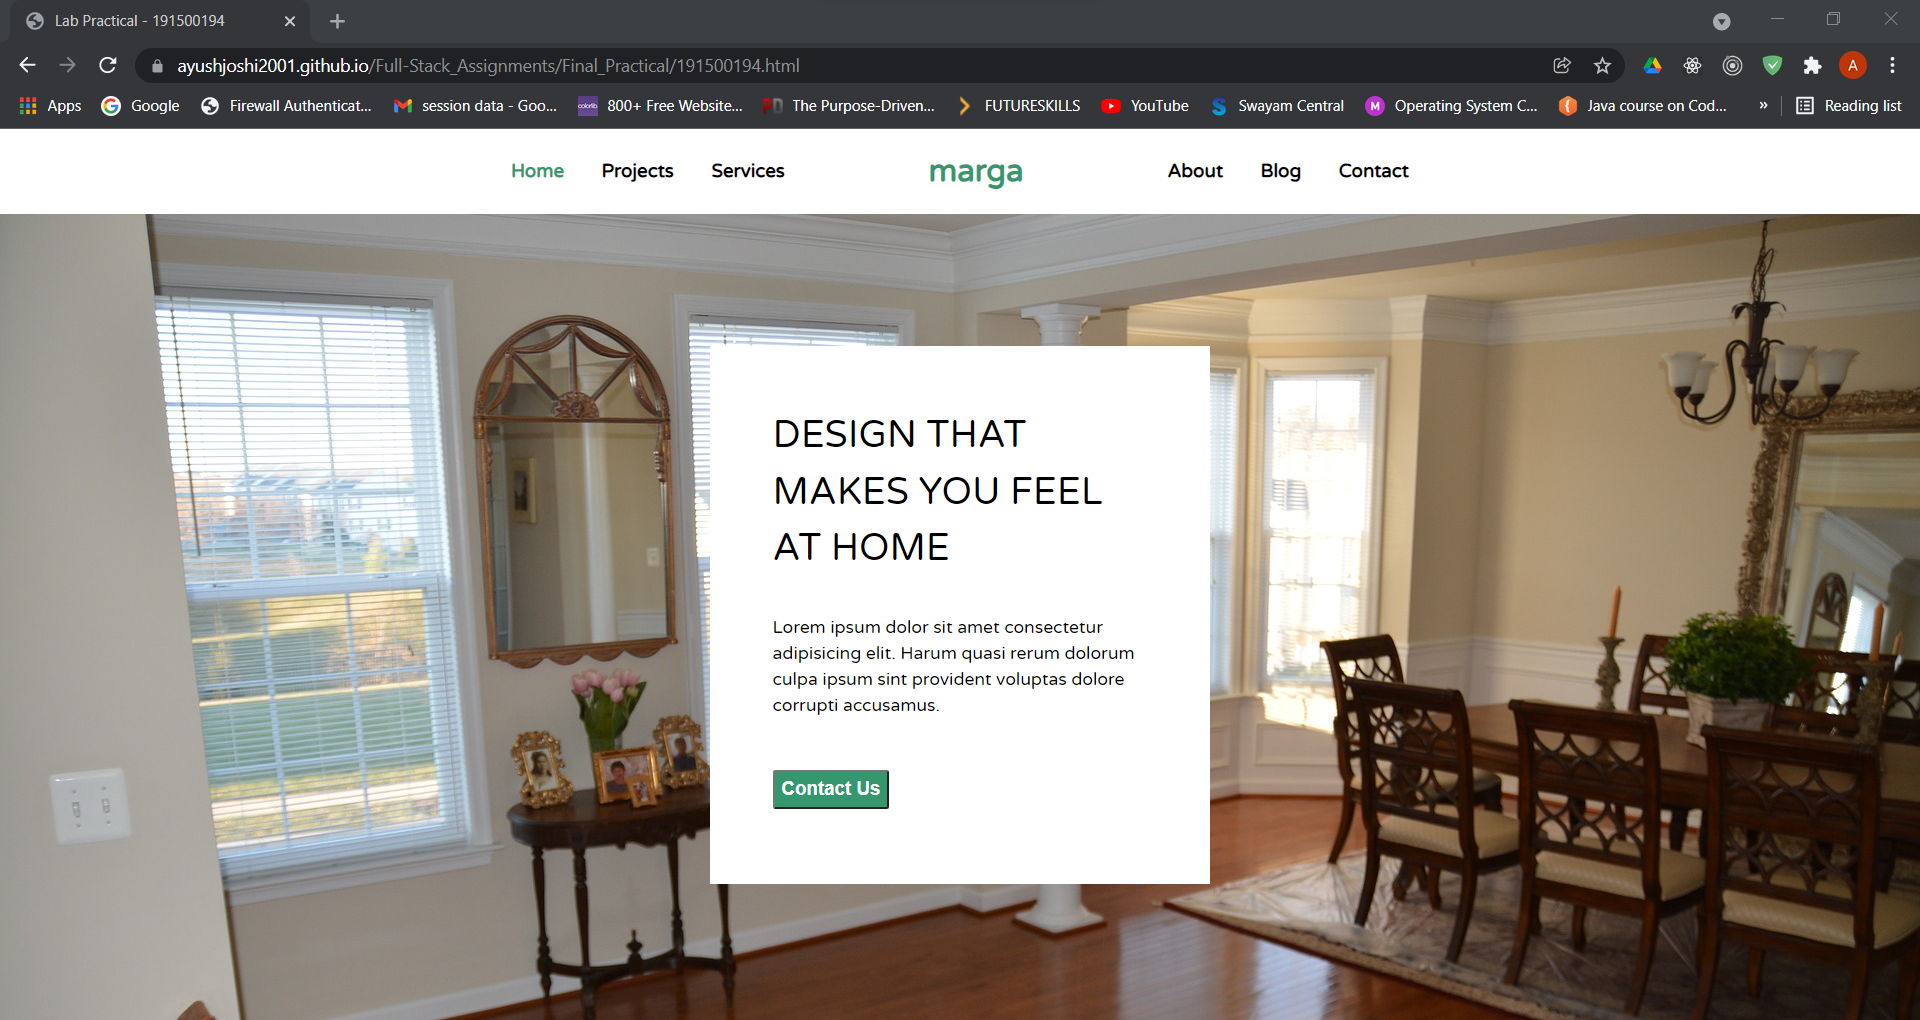 Lab Practical - 191500194
ayushjoshi2001.github.io/Full-Stack_Assignments/Final_Practical/191500194.html
A
Apps
Google
Firewall Authenticat...
session data - Goo...
colorlib
800+ Free Website...
The Purpose-Driven...
FUTURESKILLS
YouTube
Swayam Central
M
Operating System C...
Java course on Cod...
»
Reading list
Home
Projects
Services
marga
About
Blog
Contact
DESIGN THAT
MAKES YOU FEEL
AT HOME
Lorem ipsum dolor sit amet consectetur
adipisicing elit. Harum quasi rerum dolorum
culpa ipsum sint provident voluptas dolore
corrupti accusamus.
Contact Us